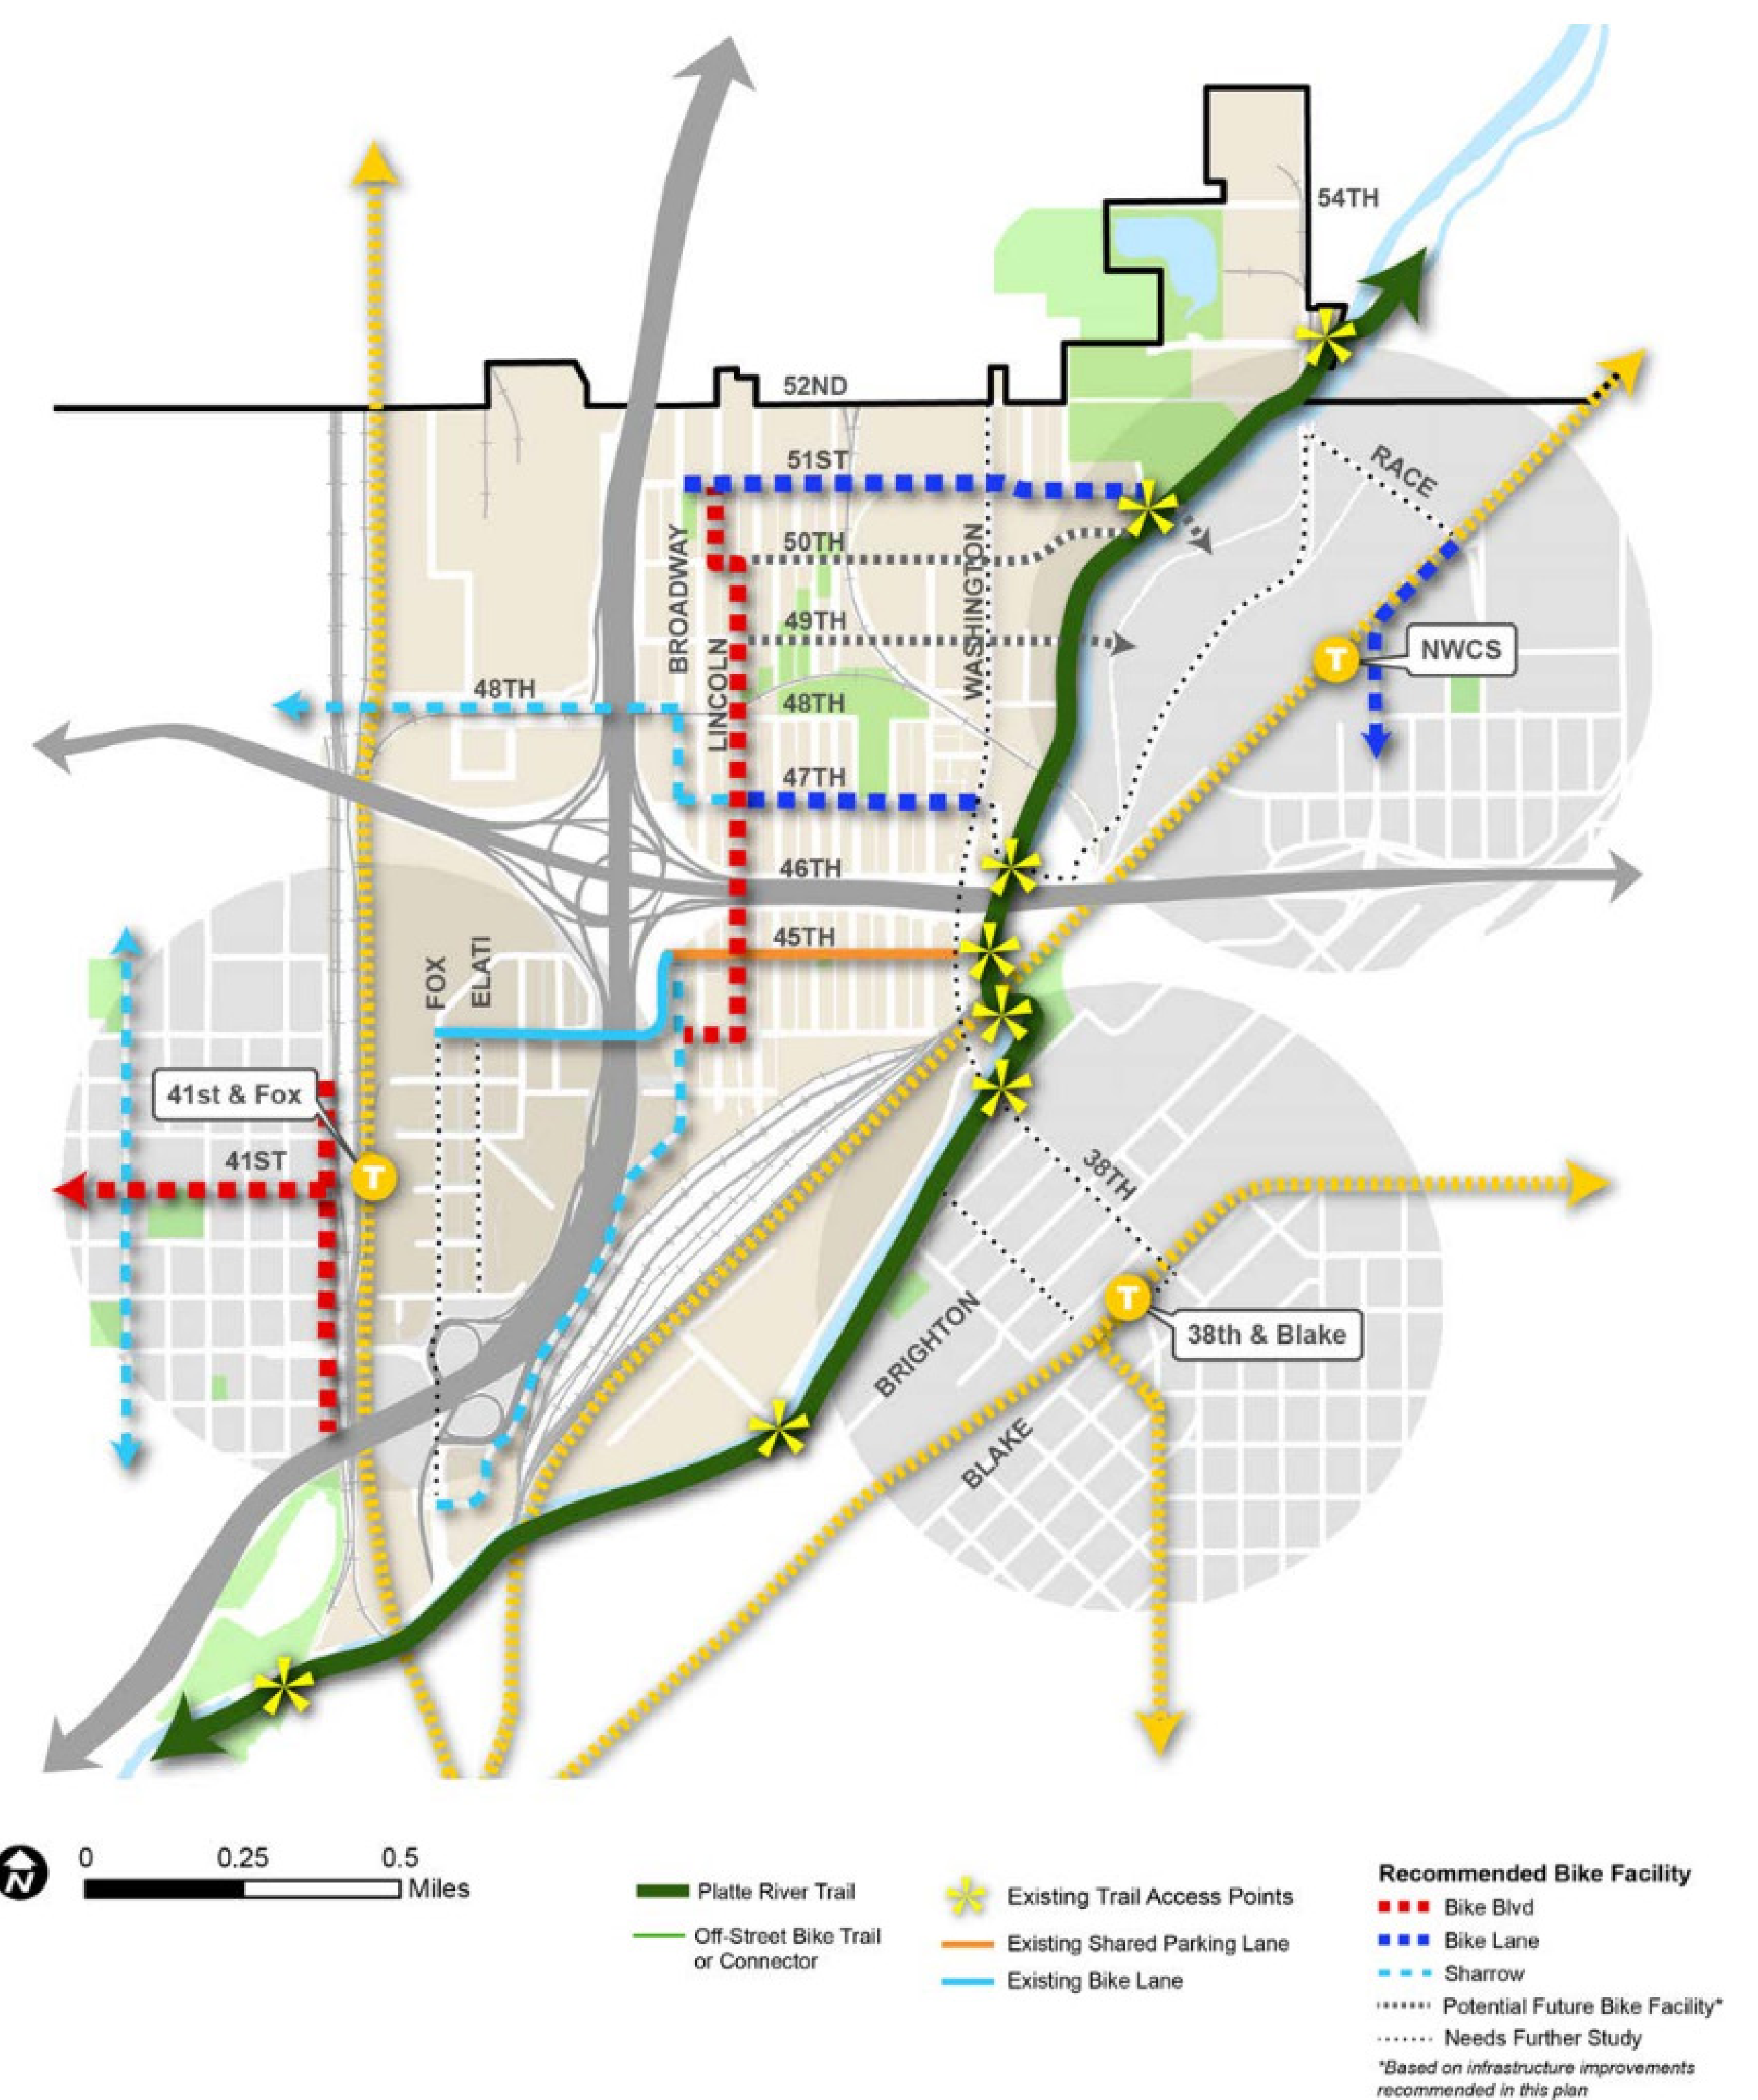 54TH
52ND
RACE
51ST
50TH
BROADWAY
WASHINGTON
49TH
LINCOLN
NWCS
T
48TH
48TH
47TH
46TH
45TH
FOX
ELATI
41st & Fox
41ST
T
38TH
T
38th & Blake
BRIGHTON
BLAKE
N
0 0.25 0.5
Miles
Platte River Trail
Off-Street Bike Trail
or Connector
Existing Trail Access Points
Existing Shared Parking Lane
Existing Bike Lane
Recommended Bike Facility
Bike Blvd
Bike Lane
Sharrow
Potential Future Bike Facility*
Needs Further Study
*Based on infrastructure improvements
recommended in this plan